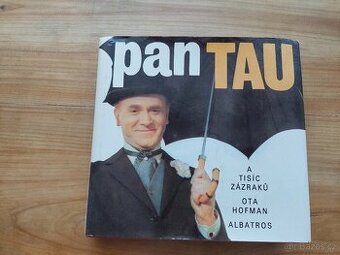 pan TAU
A
TISÍC
ZÁZRAKŮ
OTA
HOFMAN
ALBATROS